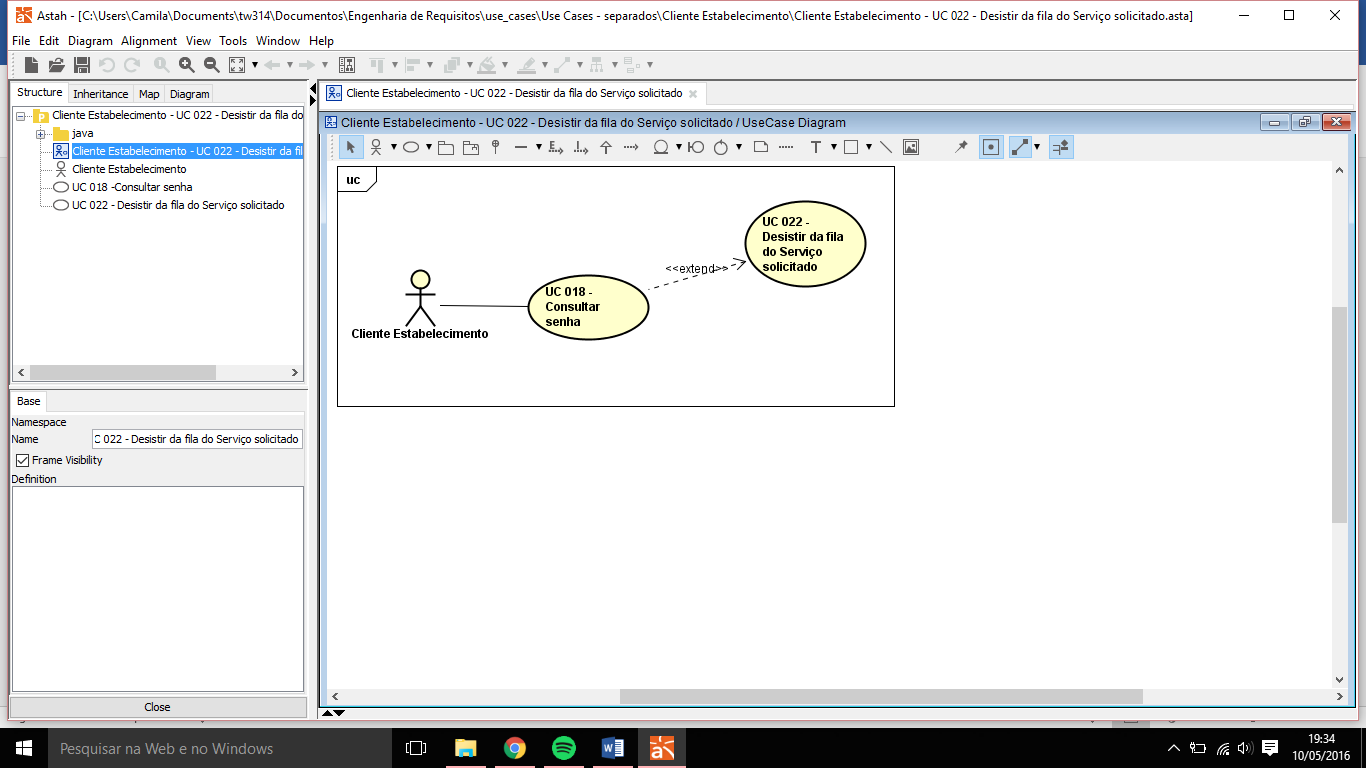 Astah - [C:\Users\Camila\Documents\tw314\Documentos\Engenharia de Requisitos\use_cases\Use Cases - separados\Cliente Estabelecimento\Cliente Estabelecimento - UC 022 - Desistir da fila do Serviço solicitado.asta]
File Edit Diagram Alignment View Tools Window Help
Structure Inheritance Map Diagram
Cliente Estabelecimento - UC 022 - Desistir da fila do
java
Cliente Estabelecimento - UC 022 - Desistir da fil
Cliente Estabelecimento
UC 018 -Consultar senha
UC 022 - Desistir da fila do Serviço solicitado
Base
Namespace
Name C 022 - Desistir da fila do Serviço solicitado
Frame Visibility
Definition
Close
Cliente Estabelecimento - UC 022 - Desistir da fila do Serviço solicitado
Cliente Estabelecimento - UC 022 - Desistir da fila do Serviço solicitado / UseCase Diagram
uc
UC 022 -
Desistir da fila
do Serviço
solicitado
<<extend>>
UC 018 -
Consultar
senha
Cliente Estabelecimento
Pesquisar na Web e no Windows
19:34
10/05/2016